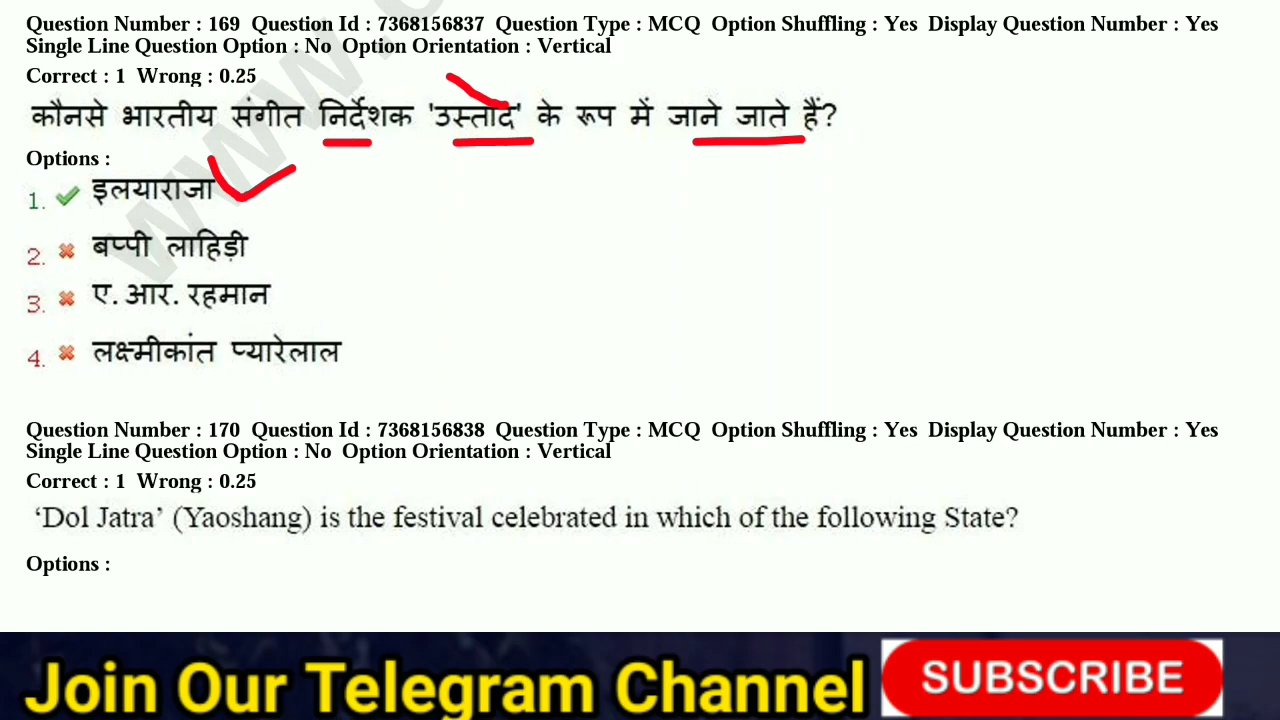 Question Number : 169 Question Id : 7368156837 Question Type : MCQ Option Shuffling : Yes Display Question Number : Yes
Single Line Question Option : No Option Orientation : Vertical
Correct : 1 Wrong : 0.25
कौनसे भारतीय संगीत निर्देशक 'उस्ताद' के रूप में जाने जाते हैं?
Options :
1. इलयाराजा
2. बप्पी लाहिड़ी
3. ए. आर. रहमान
4. लक्ष्मीकांत प्यारेलाल
Question Number : 170 Question Id : 7368156838 Question Type : MCQ Option Shuffling : Yes Display Question Number : Yes
Single Line Question Option : No Option Orientation : Vertical
Correct : 1 Wrong : 0.25
‘Dol Jatra’ (Yaoshang) is the festival celebrated in which of the following State?
Options :
Join Our Telegram Channel
SUBSCRIBE
www.